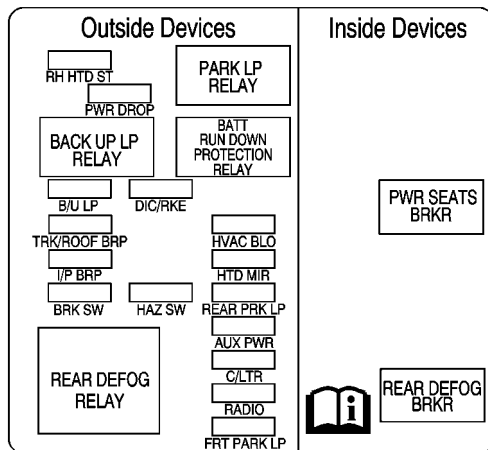 Outside Devices
Inside Devices
RH HTD ST
PWR DROP
PARK LP
RELAY
BACK UP LP
RELAY
BATT
RUN DOWN
PROTECTION
RELAY
B/U LP
DIC/RKE
PWR SEATS
BRKR
TRK/ROOF BRP
HVAC BLO
I/P BRP
HTD MIR
BRK SW
HAZ SW
REAR PRK LP
AUX PWR
REAR DEFOG
RELAY
C/LTR
RADIO
FRT PARK LP
i
REAR DEFOG
BRKR